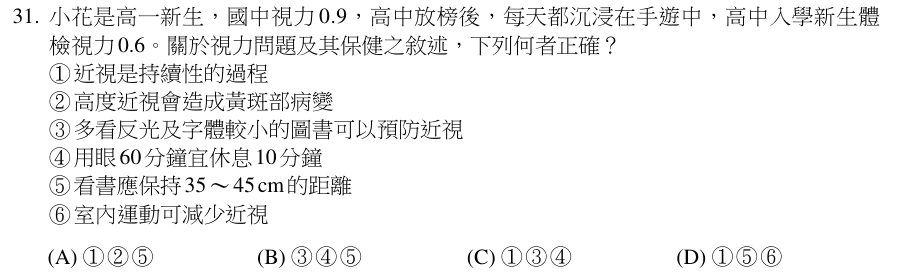 31. 小花是高一新生，國中視力0.9，高中放榜後，每天都沉浸在手遊中，高中入學新生體
檢視力0.6。關於視力問題及其保健之敘述，下列何者正確？
①近視是持續性的過程
②高度近視會造成黃斑部病變
③多看反光及字體較小的圖書可以預防近視
④用眼60分鐘宜休息10分鐘
⑤看書應保持35～45cm的距離
⑥室內運動可減少近視
(A) ①②⑤ (B) ③④⑤ (C) ①③④ (D) ①⑤⑥